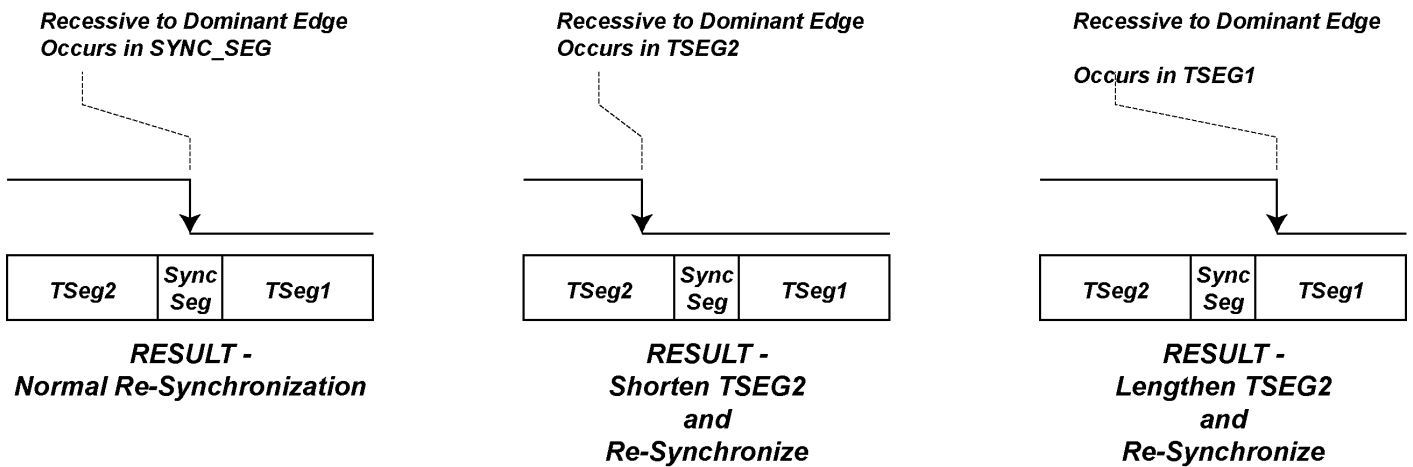 Recessive to Dominant Edge
Occurs in SYNC_SEG
TSeg2
Sync
Seg
TSeg1
RESULT -
Normal Re-Synchronization
Recessive to Dominant Edge
Occurs in TSEG2
TSeg2
Sync
Seg
TSeg1
RESULT -
Shorten TSEG2
and
Re-Synchronize
Recessive to Dominant Edge
Occurs in TSEG1
TSeg2
Sync
Seg
TSeg1
RESULT -
Lengthen TSEG2
and
Re-Synchronize